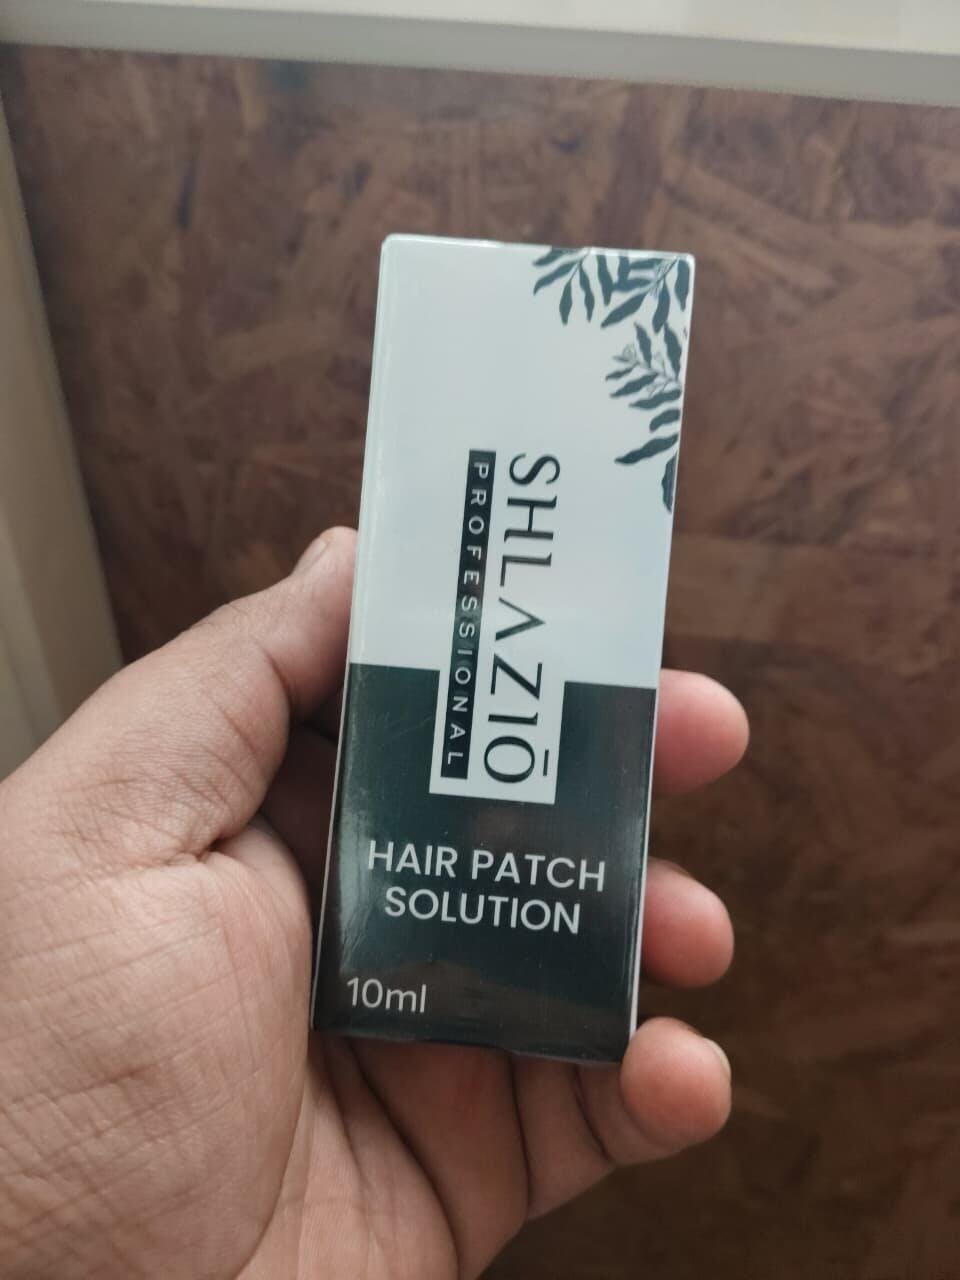 SHLAZIŌ
PROFESSIONAL
HAIR PATCH
SOLUTION
10ml